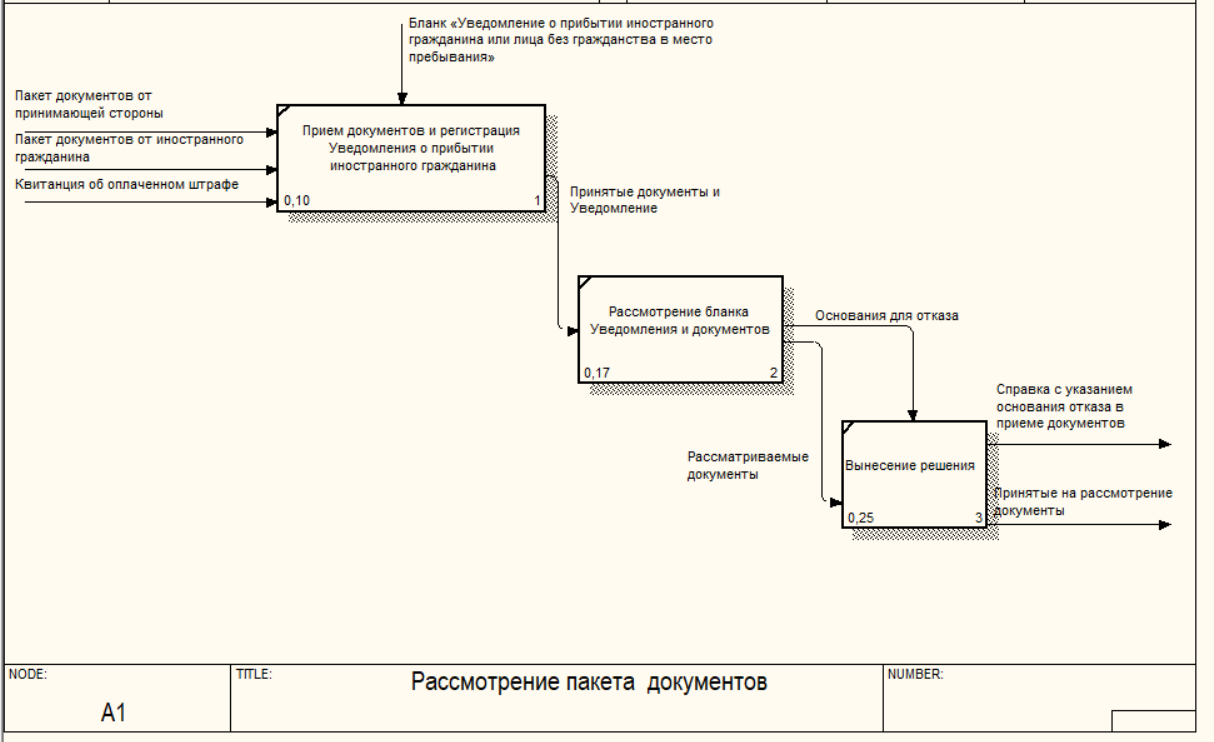 Бланк «Уведомление о прибытии иностранного
гражданина или лица без гражданства в место
пребывания»
Пакет документов от
принимающей стороны
Пакет документов от иностранного
гражданина
Квитанция об оплаченном штрафе
Прием документов и регистрация
Уведомления о прибытии
иностранного гражданина
0,10
1
Принятые документы и
Уведомление
Рассмотрение бланка
Уведомления и документов
0,17
2
Основания для отказа
Рассматриваемые
документы
Вынесение решения
0,25
3
Справка с указанием
основания отказа в
приеме документов
Принятые на рассмотрение
документы
NODE:
A1
TITLE:
Рассмотрение пакета документов
NUMBER: